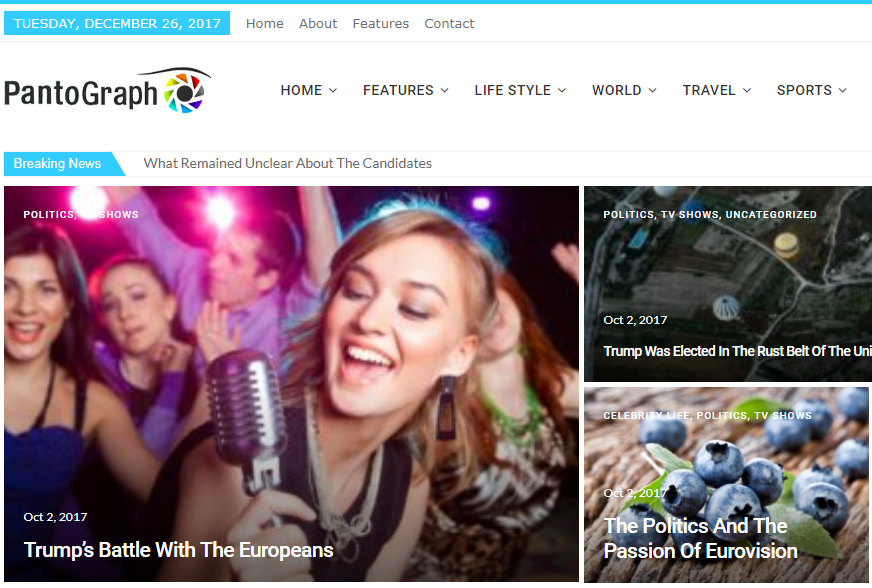 TUESDAY, DECEMBER 26, 2017 Home About Features Contact
PantoGraph
HOME FEATURES LIFE STYLE WORLD TRAVEL SPORTS
Breaking News What Remained Unclear About The Candidates
POLITICS, TV SHOWS
Oct 2, 2017
Trump's Battle With The Europeans
POLITICS, TV SHOWS, UNCATEGORIZED
Oct 2, 2017
Trump Was Elected In The Rust Belt Of The Uni
CELEBRITY LIFE, POLITICS, TV SHOWS
Oct 2, 2017
The Politics And The
Passion Of Eurovision